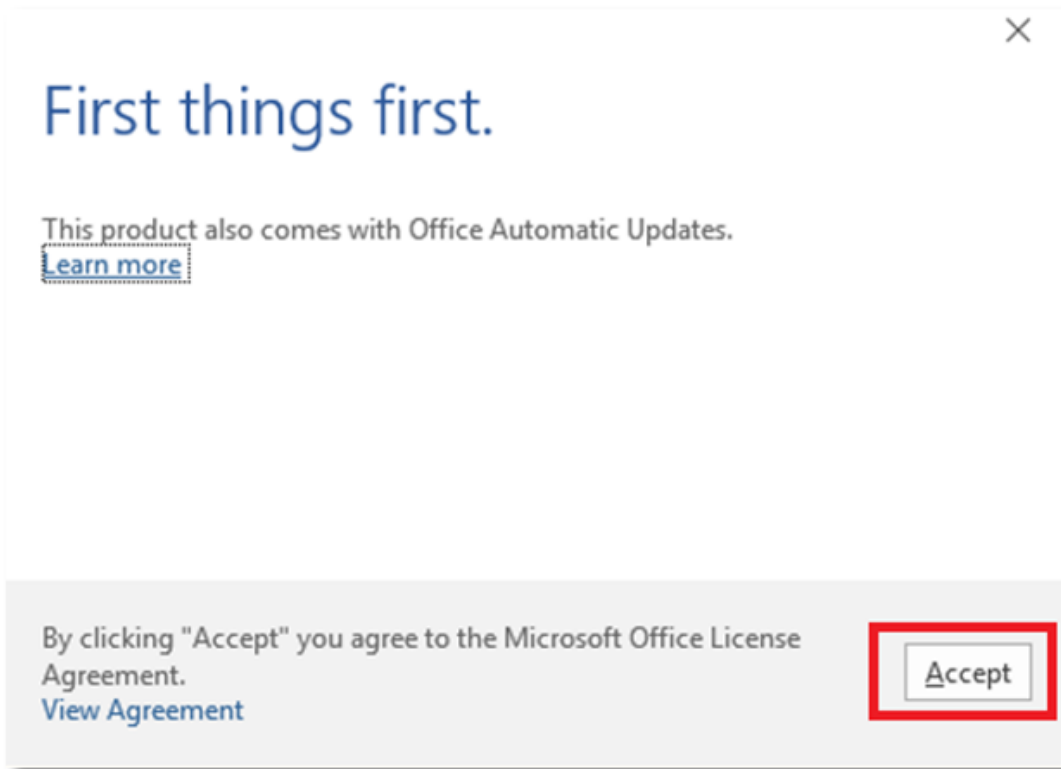 First things first.
This product also comes with Office Automatic Updates.
Learn more
By clicking "Accept" you agree to the Microsoft Office License
Agreement.
View Agreement
Accept